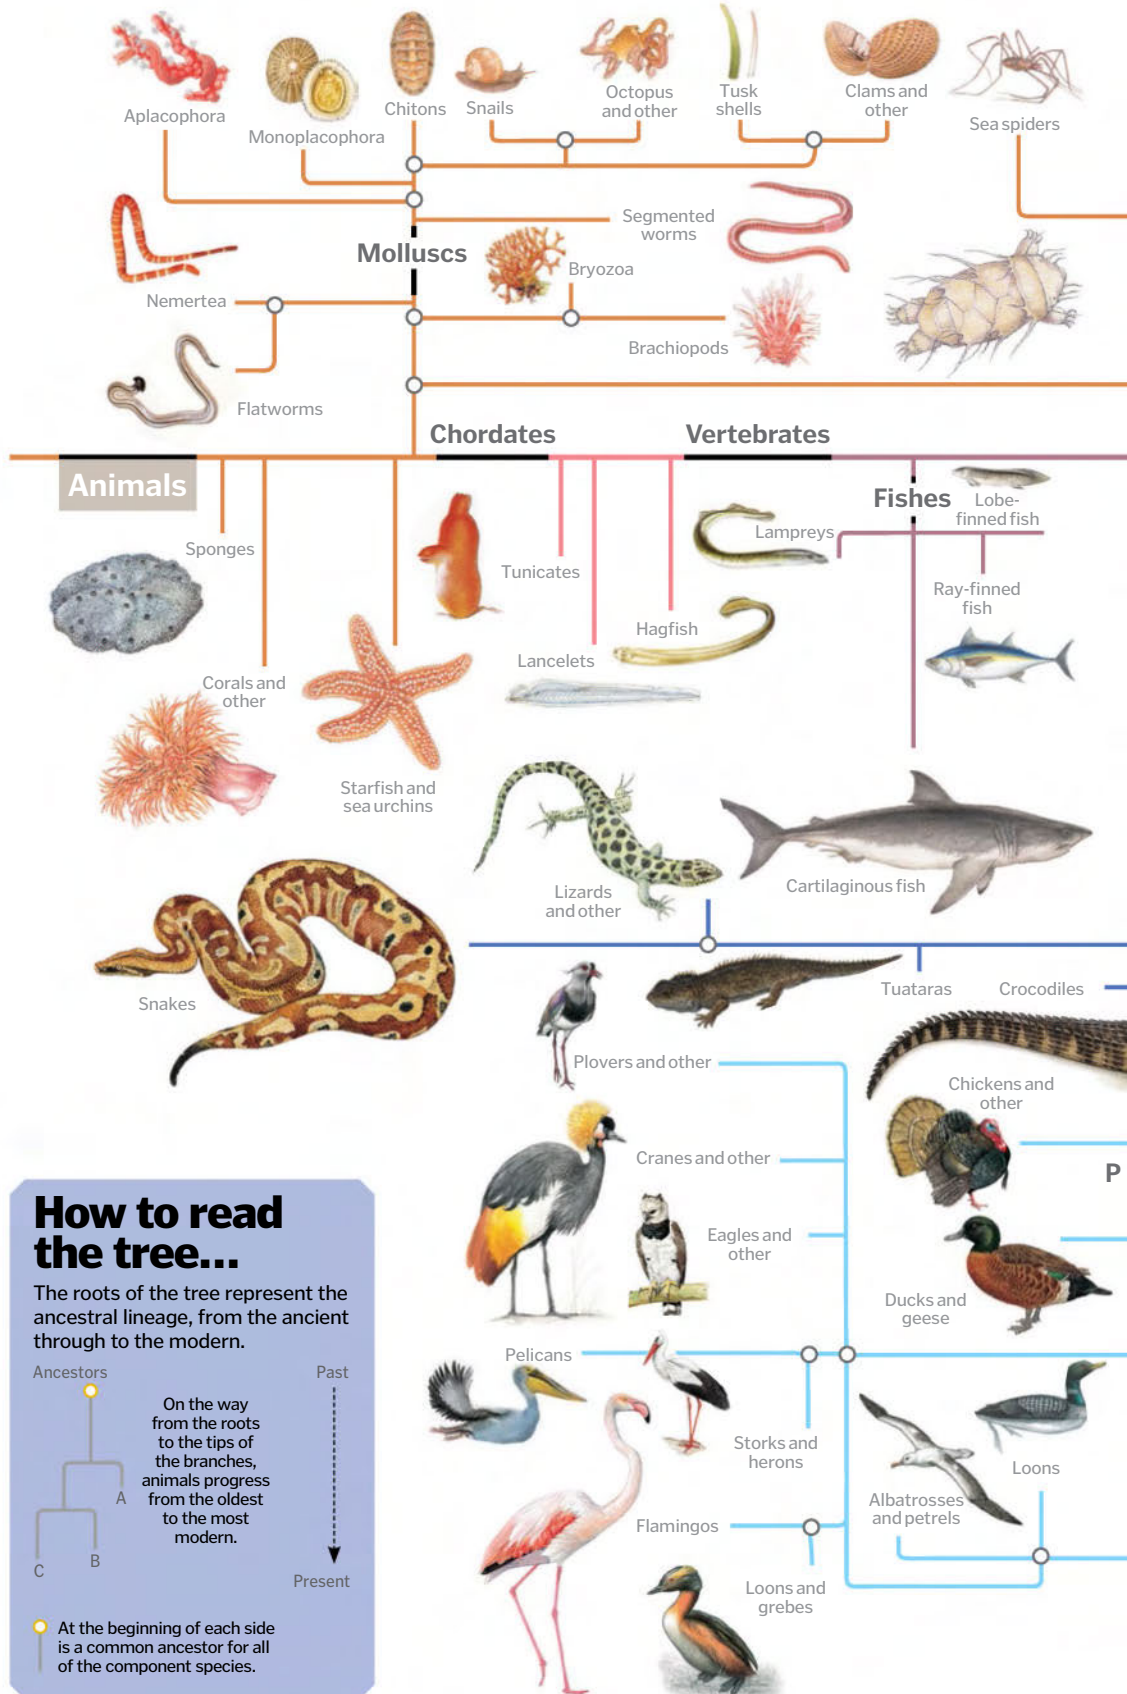 Aplacophora
Monoplacophora
Chitons
Snails
Octopus
and other
Tusk
shells
Clams and
other
Sea spiders
Segmented
worms
Molluscs
Bryozoa
Nemertea
Brachiopods
Flatworms
Chordates
Vertebrates
Animals
Fishes
Lobe-
finned fish
Lampreys
Sponges
Tunicates
Ray-finned
fish
Hagfish
Lancelets
Corals and
other
Starfish and
sea urchins
Lizards
and other
Cartilaginous fish
Snakes
Tuataras
Crocodiles
Plovers and other
Chickens and
other
Cranes and other
P
Eagles and
other
Ducks and
geese
Pelicans
Storks and
herons
Loons
Albatrosses
and petrels
Flamingos
Loons and
grebes
How to read
the tree...
The roots of the tree represent the
ancestral lineage, from the ancient
through to the modern.
Ancestors
Past
On the way
from the roots
to the tips of
the branches,
animals progress
from the oldest
to the most
modern.
A
B
C
Present
At the beginning of each side
is a common ancestor for all
of the component species.